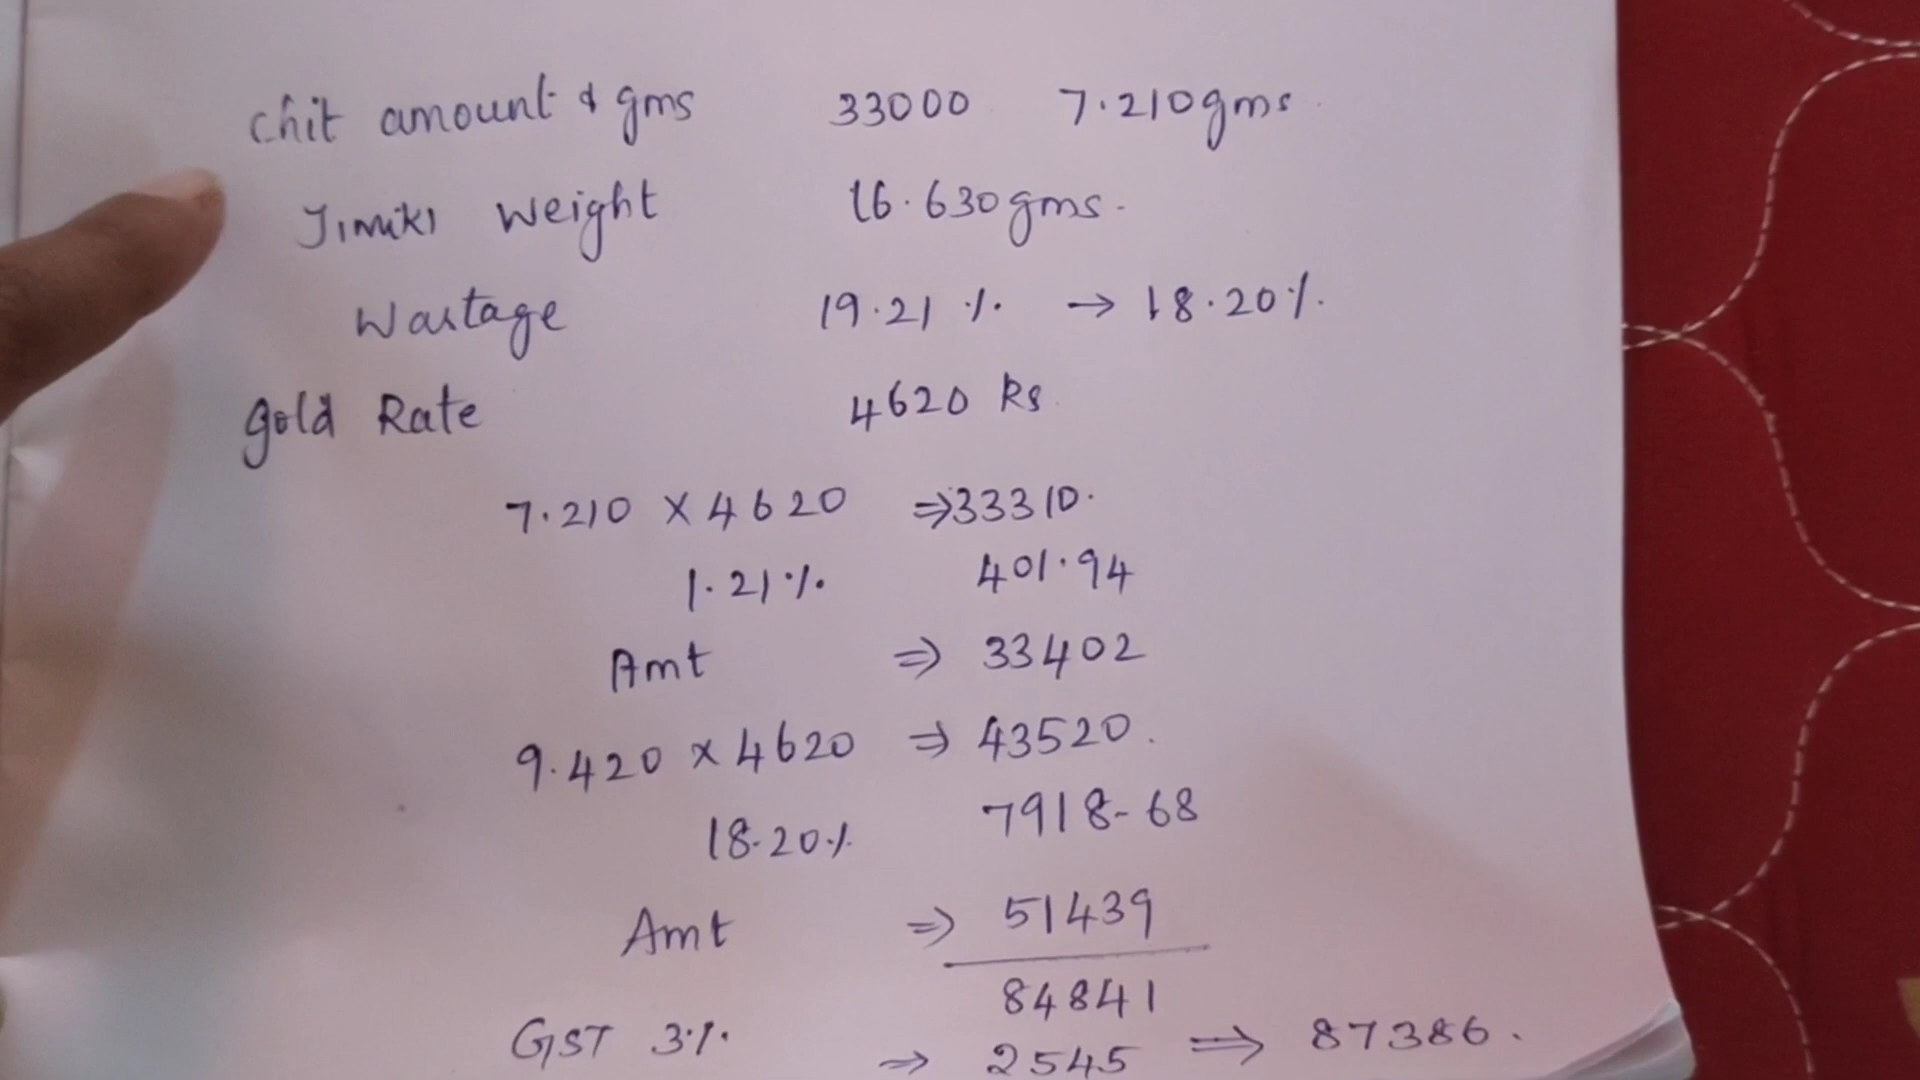 Chit amount & gms 33000 7.210gms.
Jimiki Weight 16.630gms.
Wastage 19.21 % → 18.20%.
Gold Rate 4620 Rs.
7.210 x 4620 ⇒ 33310.
1.21% 401.94
Amt ⇒ 33402
9.420 x 4620 ⇒ 43520.
18.20% 7918-68
Amt ⇒ 51439
84841
GST 3%. ⇒ 2545 ⇒ 87386.